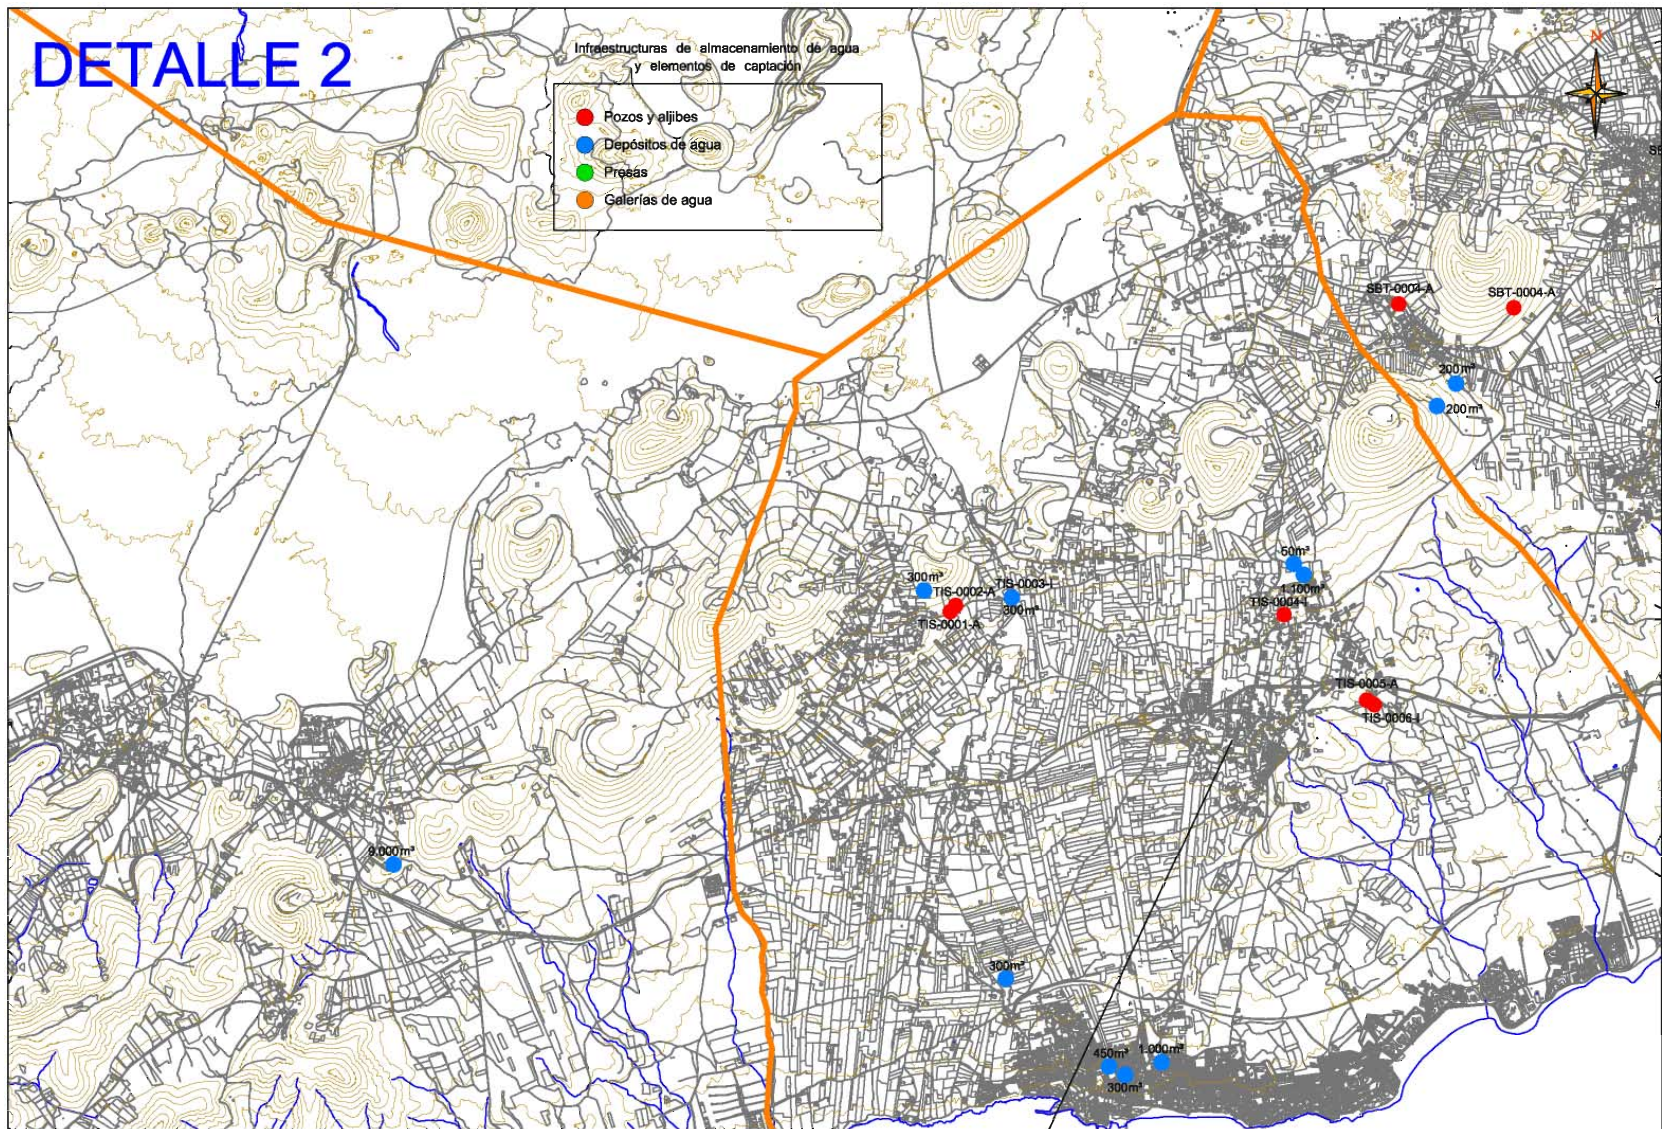 DETALLE 2
Infraestructuras de almacenamiento de agua
y elementos de captación
Pozos y aljibes
Depósitos de agua
Presas
Galerías de agua
N
SBT-0004-A
SBT-0004-A
200m³
200m³
50m³
1.100m³
TIS-0004-I
300m³
TIS-0002-A
TIS-0001-A
TIS-0003-I
300m³
TIS-0005-A
TIS-0006-I
9.000m³
300m³
450m³
1.000m³
300m³